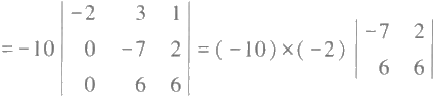 = -10 | -2 3 1 |
| 0 -7 2 | = ( -10 ) × ( -2 ) | -7 2 |
| 0 6 6 | | 6 6 |